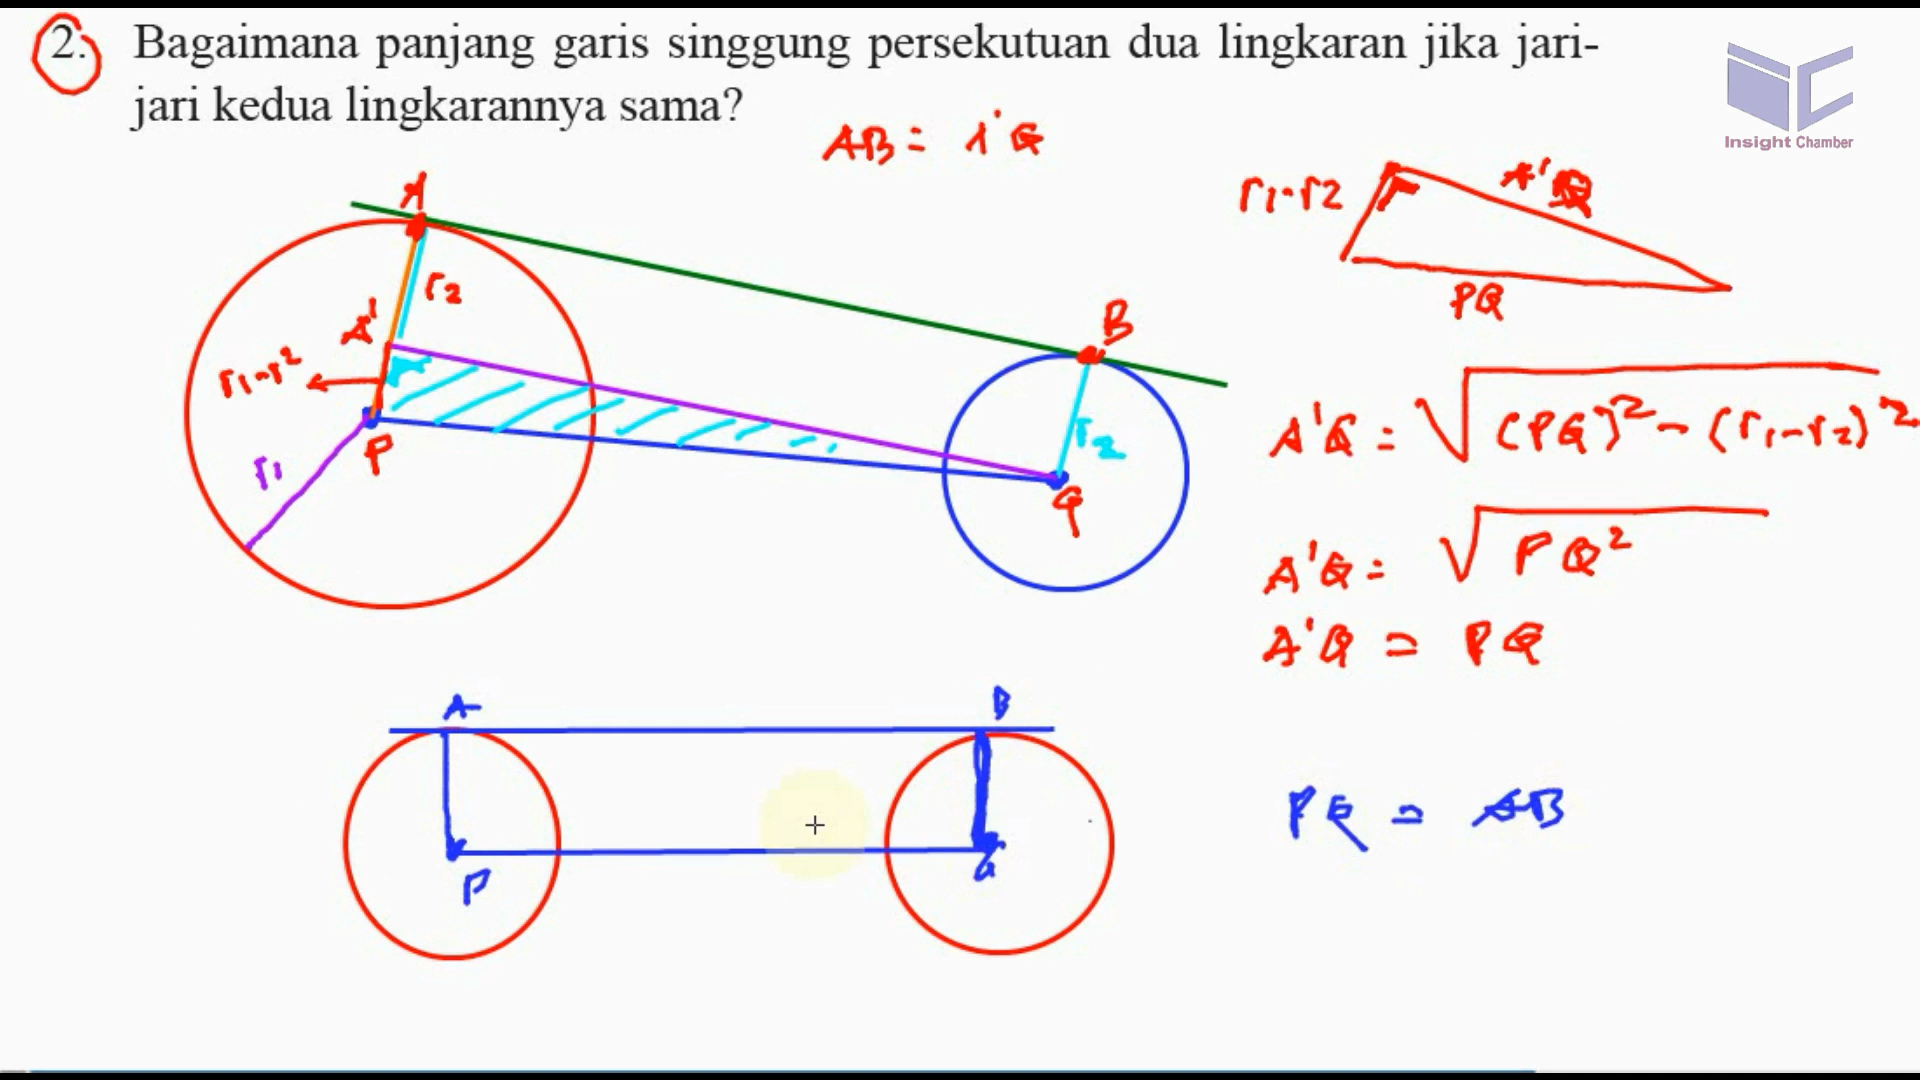 2. Bagaimana panjang garis singgung persekutuan dua lingkaran jika jari-
jari kedua lingkarannya sama?
Insight Chamber
AB = A'Q
A
r1-r2
A'Q
PQ
r2
A'
B
r1-r2
P
r1
r2
Q
A'Q = √(PQ)² - (r1-r2)²
A'Q = √PQ²
A'Q = PQ
A
B
P
Q
PQ = AB